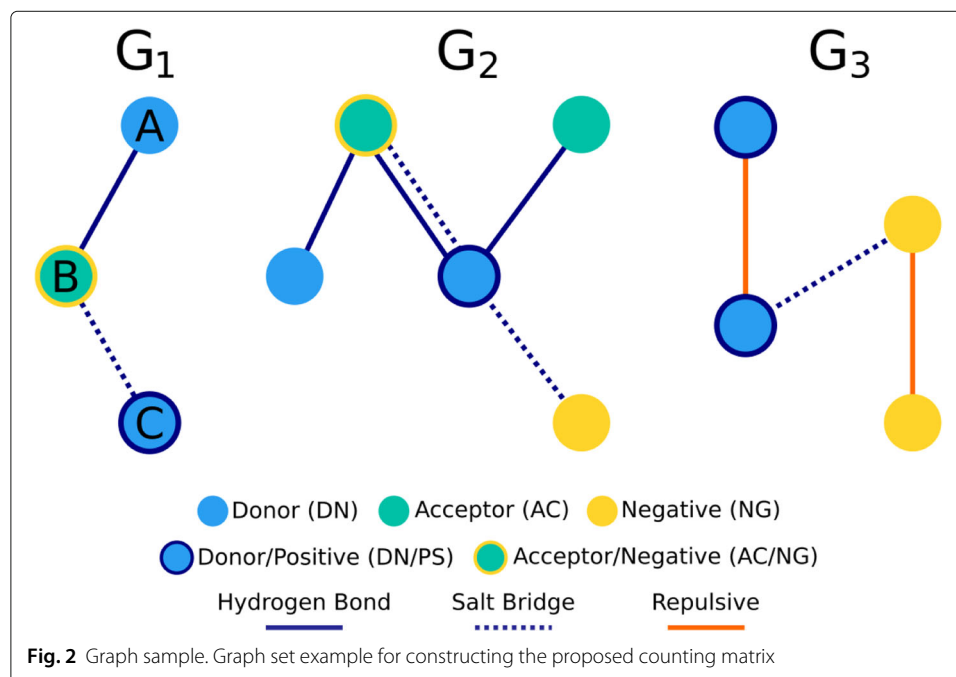 G1 G2 G3
A
B
C
Donor (DN) Acceptor (AC) Negative (NG)
Donor/Positive (DN/PS) Acceptor/Negative (AC/NG)
Hydrogen Bond Salt Bridge Repulsive
Fig. 2 Graph sample. Graph set example for constructing the proposed counting matrix